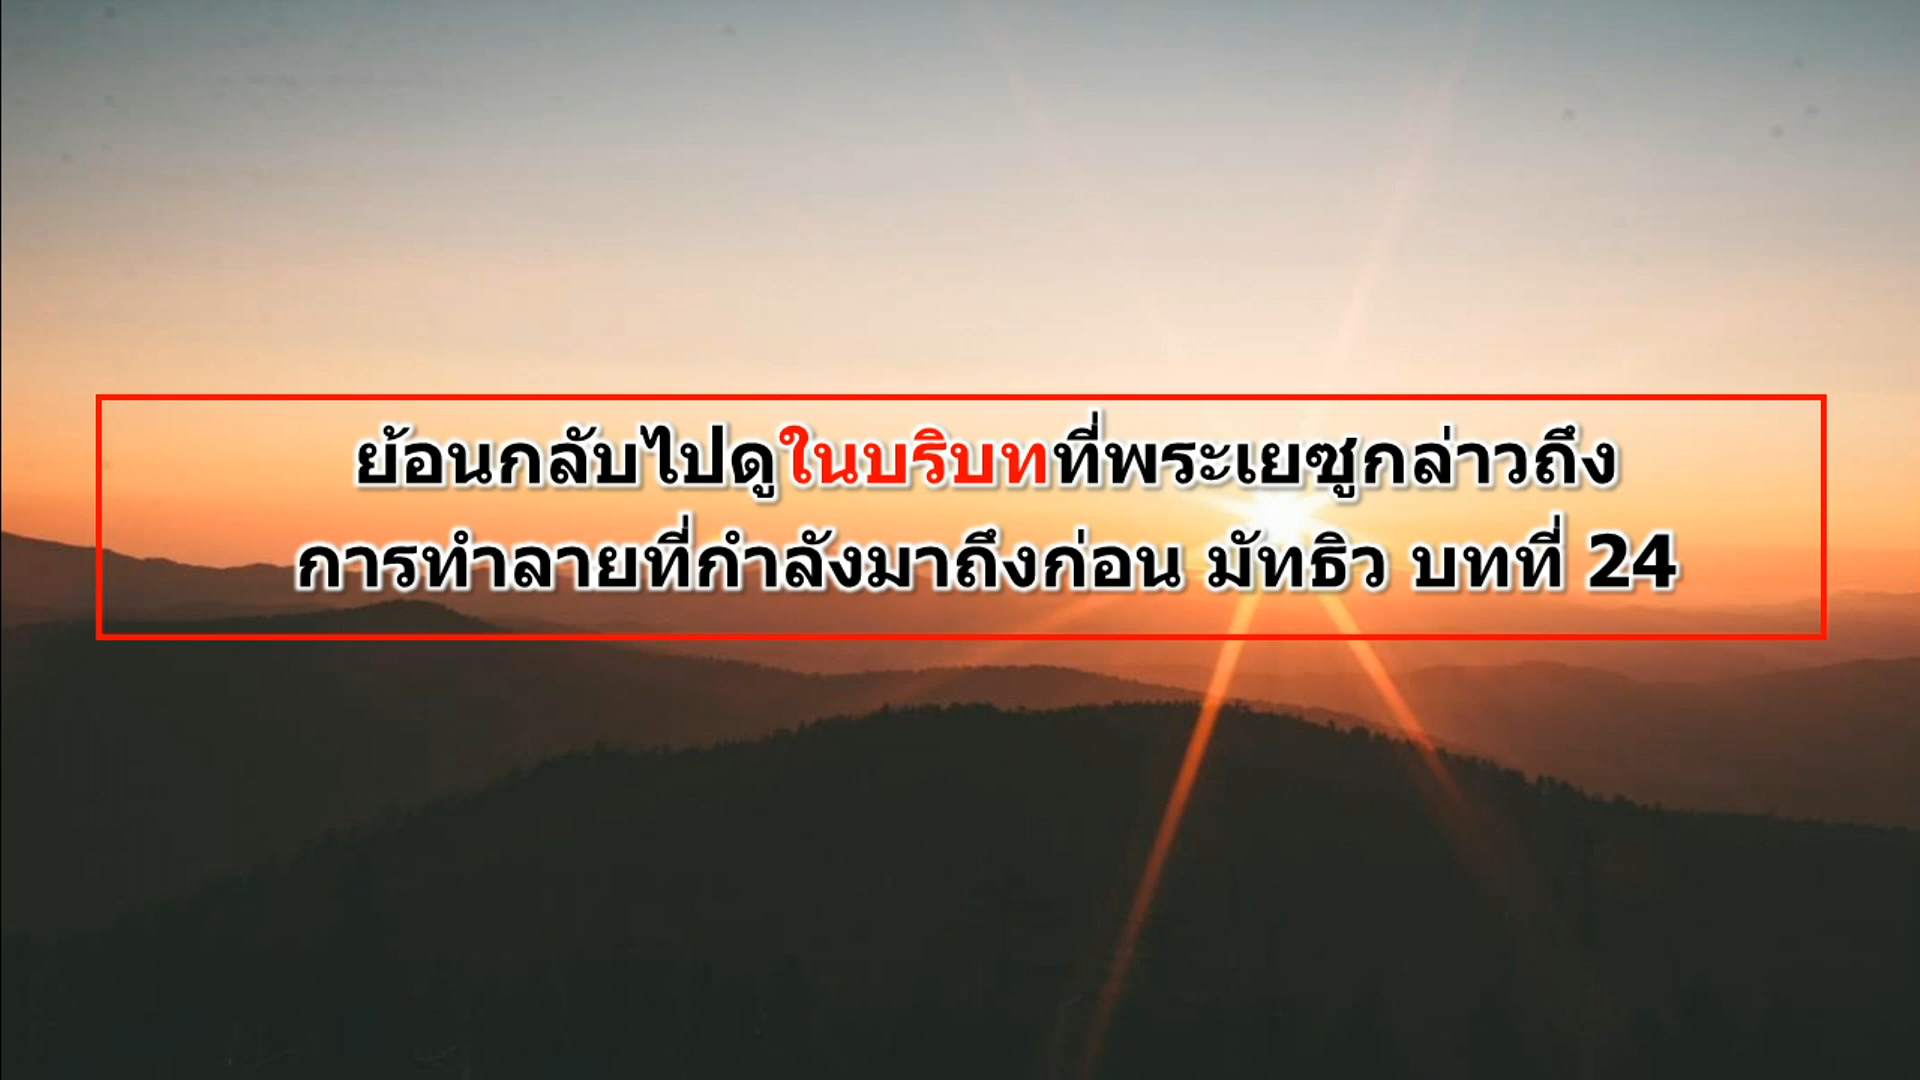 ย้อนกลับไปดูในบริบทที่พระเยซูกล่าวถึง
การทำลายที่กำลังมาถึงก่อน มัทธิว บทที่ 24